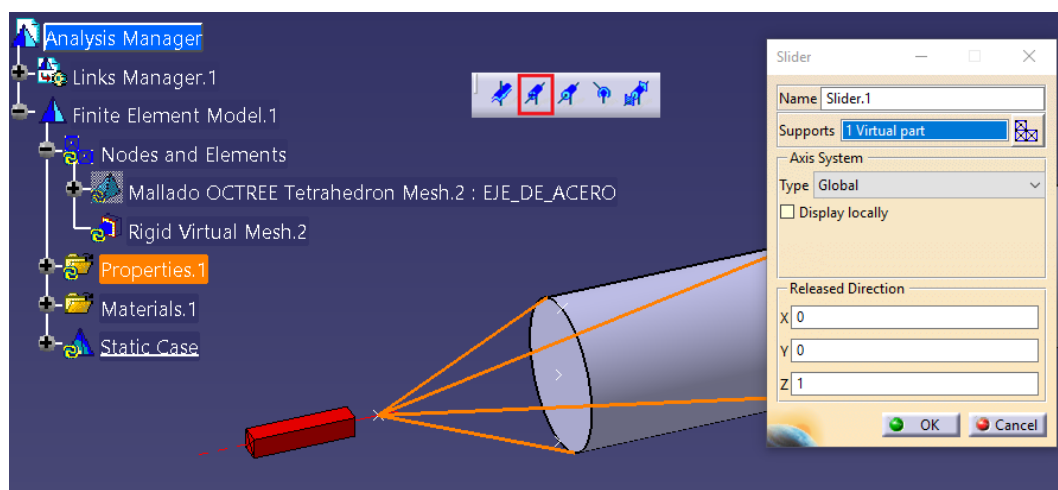 Analysis Manager
Links Manager.1
Finite Element Model.1
Nodes and Elements
Mallado OCTREE Tetrahedron Mesh.2 : EJE_DE_ACERO
Rigid Virtual Mesh.2
Properties.1
Materials.1
Static Case
Slider
Name Slider.1
Supports 1 Virtual part
Axis System
Type Global
Display locally
Released Direction
X 0
Y 0
Z 1
OK Cancel